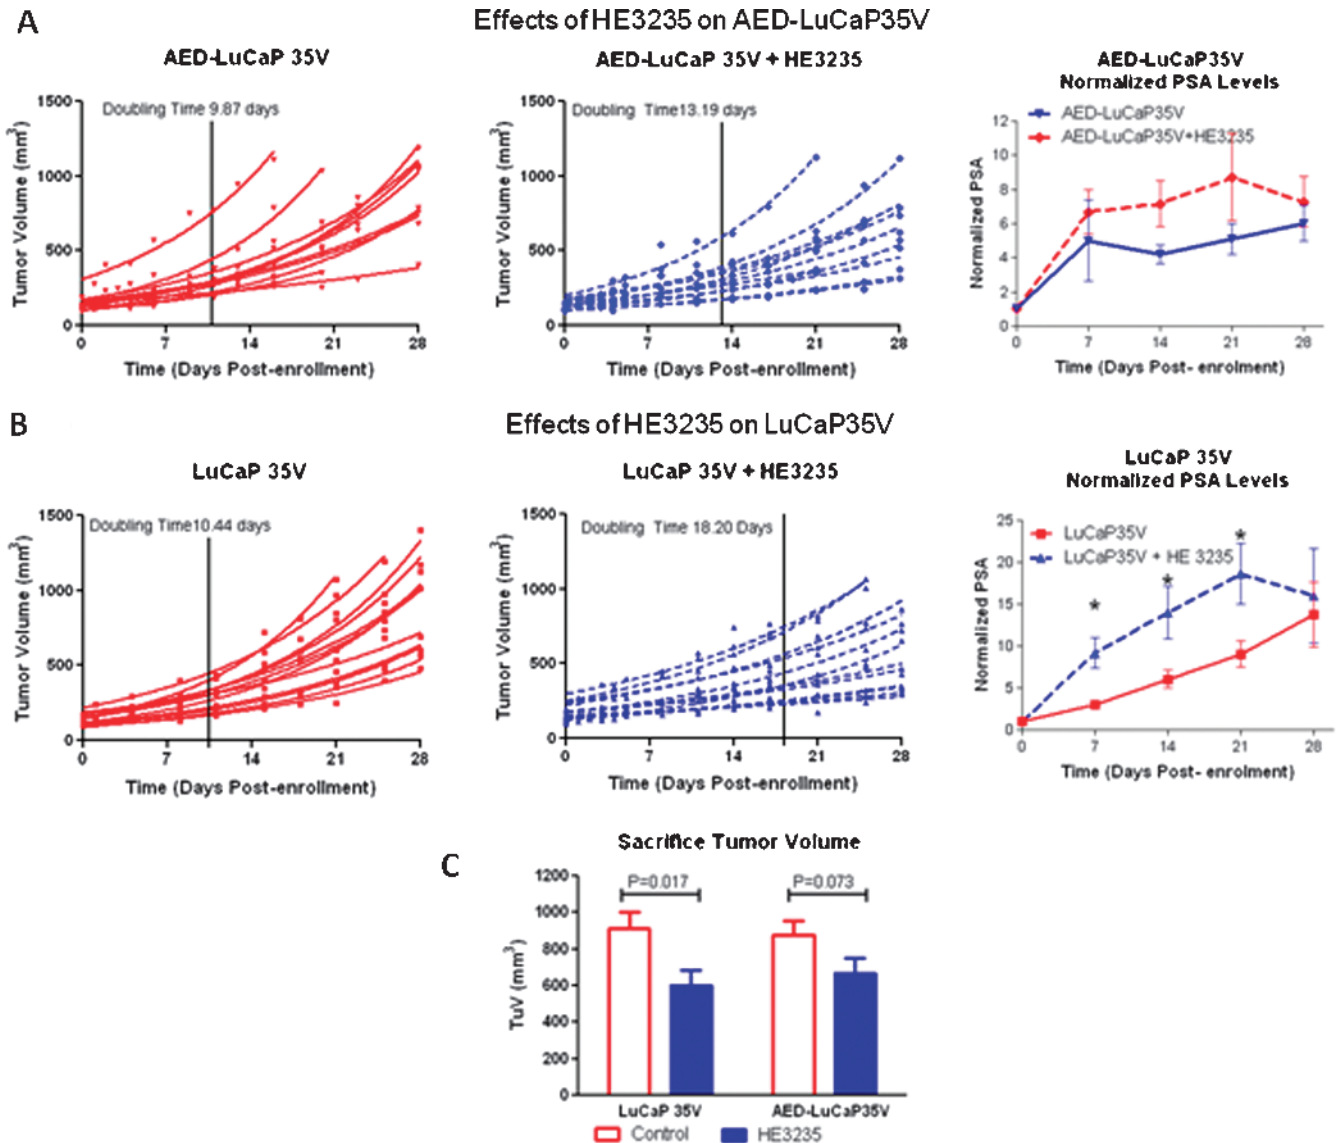 A
Effects of HE3235 on AED-LuCaP35V
AED-LuCaP 35V
Doubling Time 9.87 days
Tumor Volume (mm³)
1500
1000
500
0
0 7 14 21 28
Time (Days Post-enrollment)
AED-LuCaP 35V + HE3235
Doubling Time13.19 days
Tumor Volume (mm³)
1500
1000
500
0
0 7 14 21 28
Time (Days Post-enrollment)
AED-LuCaP35V
Normalized PSA Levels
AED-LuCaP35V
AED-LuCaP35V+HE3235
Normalized PSA
12
10
8
6
4
2
0
0 7 14 21 28
Time (Days Post- enrolment)
B
Effects of HE3235 on LuCaP35V
LuCaP 35V
Doubling Time10.44 days
Tumor Volume (mm³)
1500
1000
500
0
0 7 14 21 28
Time (Days Post-enrollment)
LuCaP 35V + HE3235
Doubling Time 18.20 Days
Tumor Volume (mm³)
1500
1000
500
0
0 7 14 21 28
Time (Days Post-enrollment)
LuCaP 35V
Normalized PSA Levels
LuCaP35V
LuCaP35V + HE 3235
Normalized PSA
25
20
15
10
5
0
* * *
0 7 14 21 28
Time (Days Post- enrolment)
C
Sacrifice Tumor Volume
P=0.017 P=0.073
TuV (mm³)
1200
1000
800
600
400
200
0
LuCaP 35V AED-LuCaP35V
Control HE3235